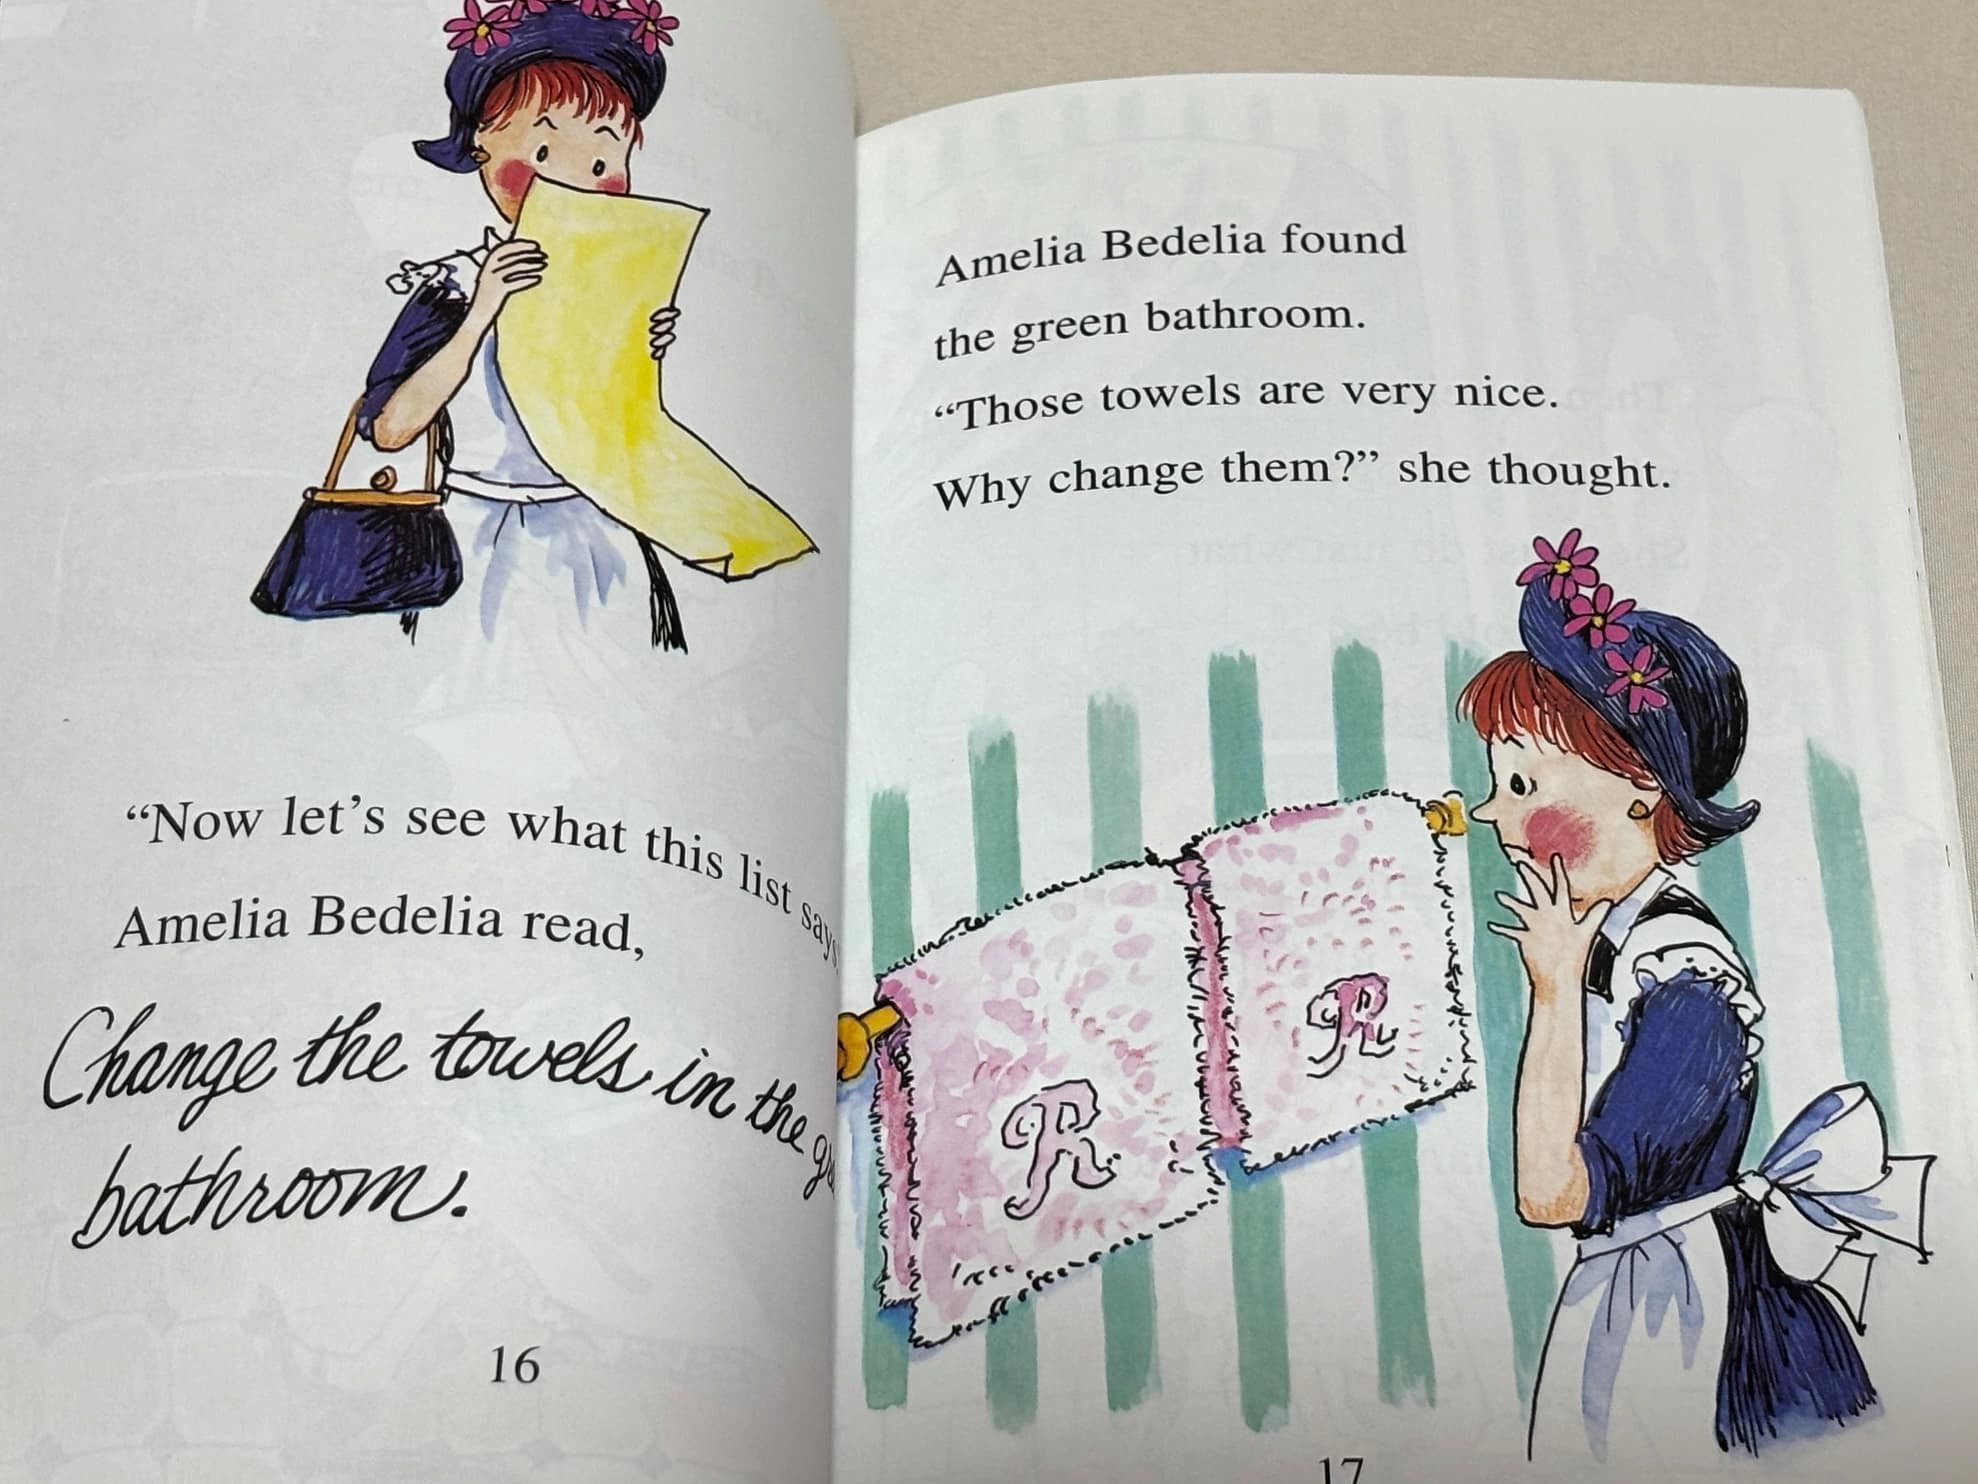 “Now let’s see what this list says,
Amelia Bedelia read,
Change the towels in the
bathroom.
16
Amelia Bedelia found
the green bathroom.
“Those towels are very nice.
Why change them?” she thought.
R
R
17